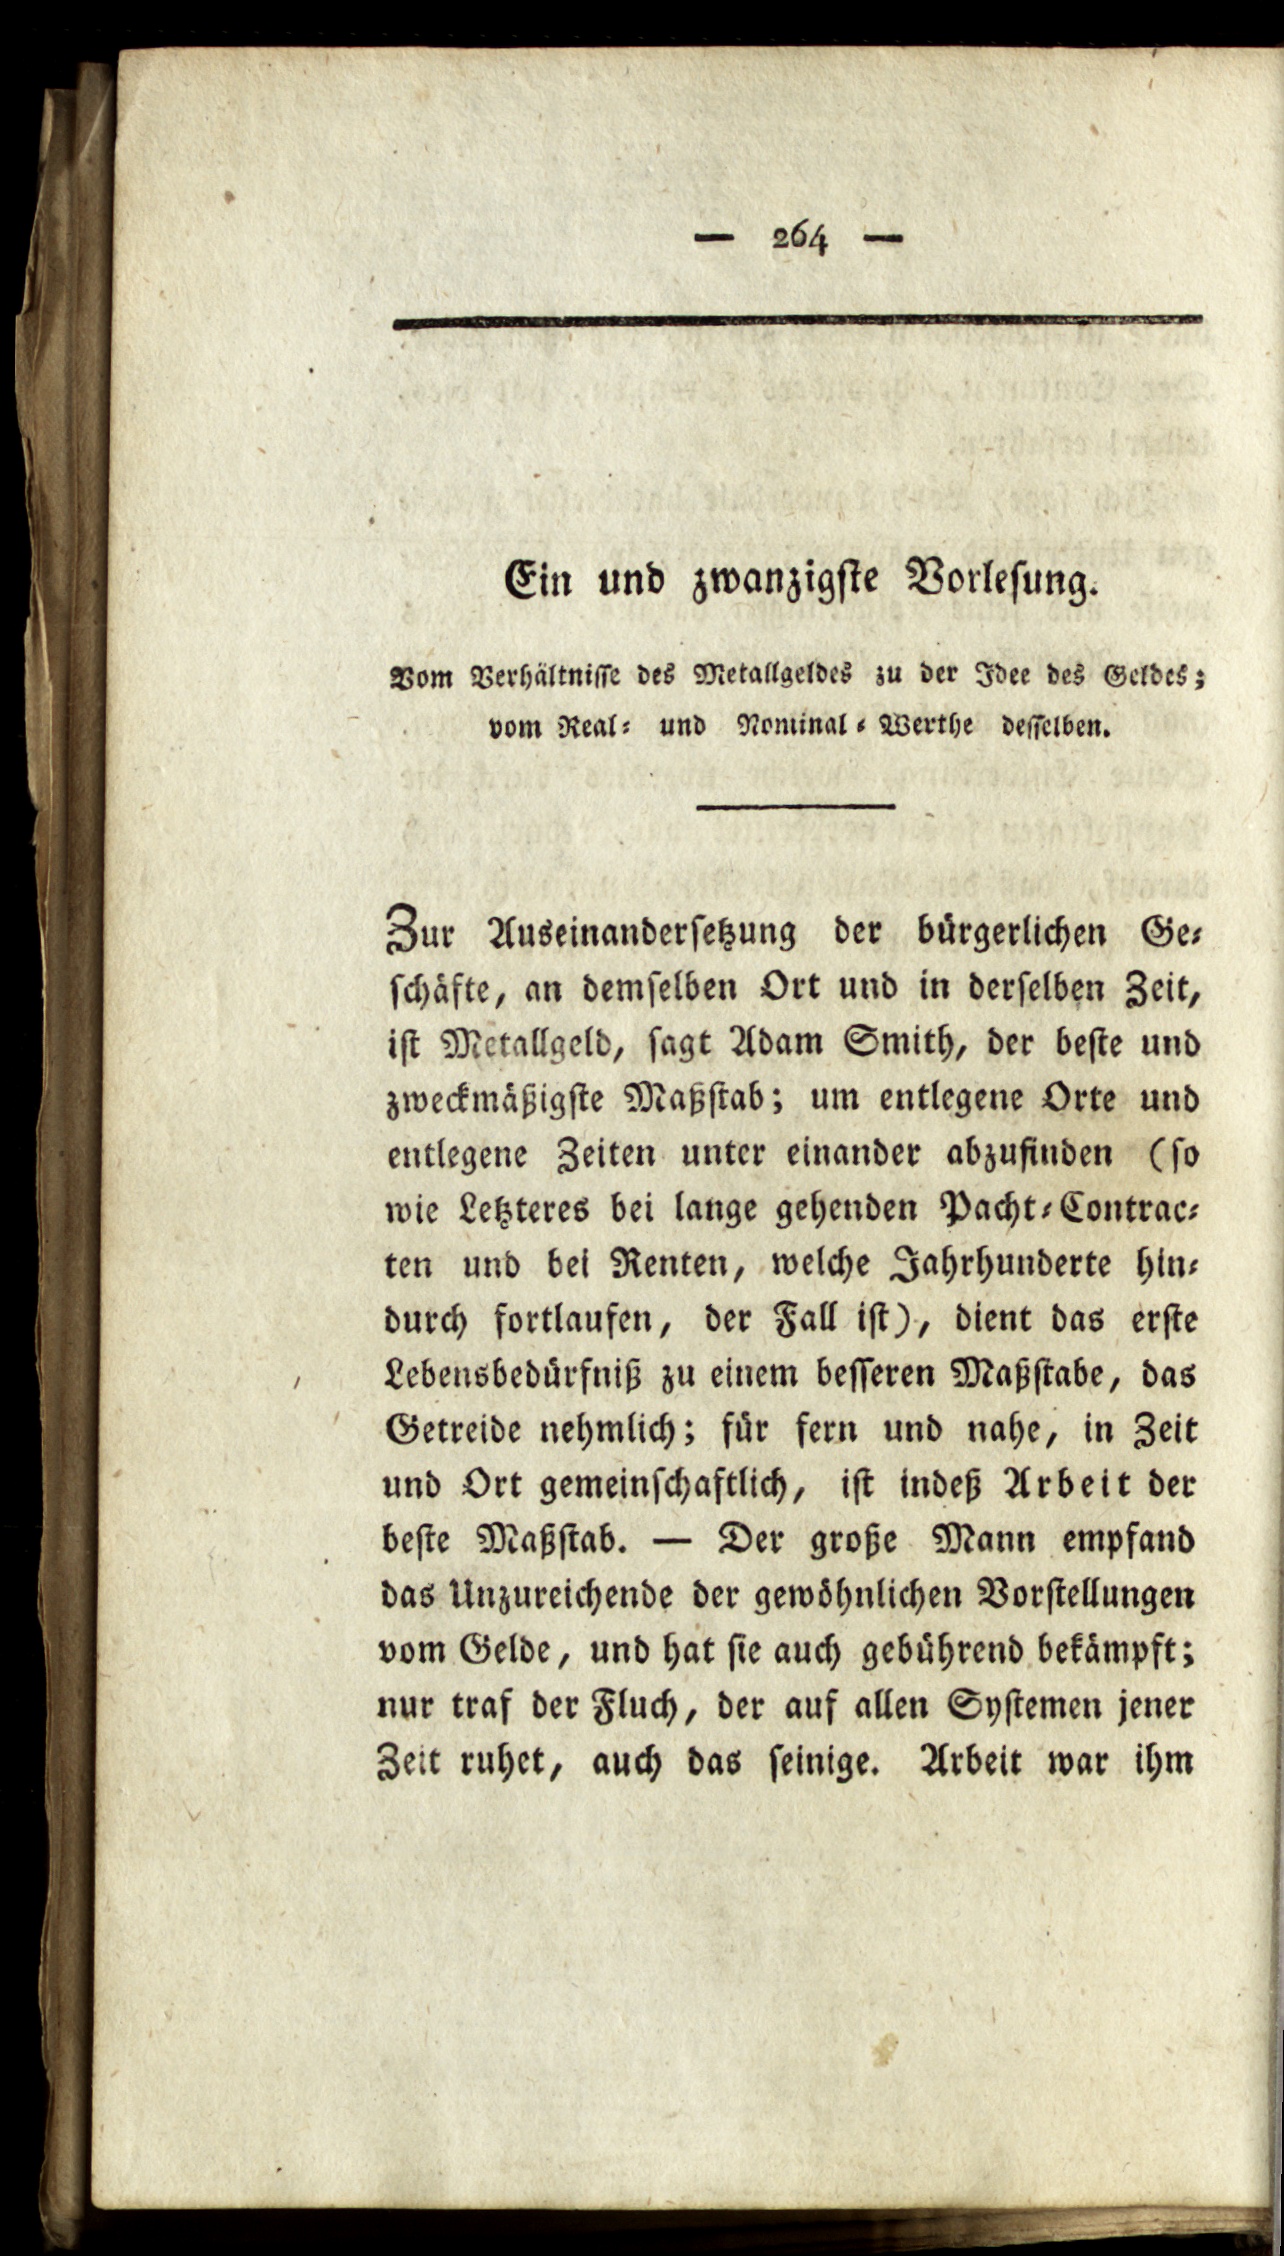 — 264 —
Ein und zwanzigste Vorlesung.
Vom Verhältnisse des Metallgeldes zu der Idee des Geldes;
vom Real- und Nominal-Werthe desselben.
Zur Auseinandersetzung der bürgerlichen Ge-
schäfte, an demselben Ort und in derselben Zeit,
ist Metallgeld, sagt Adam Smith, der beste und
zweckmäßigste Maßstab; um entlegene Orte und
entlegene Zeiten unter einander abzufinden (so
wie Letzteres bei lange gehenden Pacht-Contrac-
ten und bei Renten, welche Jahrhunderte hin-
durch fortlaufen, der Fall ist), dient das erste
Lebensbedürfniß zu einem besseren Maßstabe, das
Getreide nehmlich; für fern und nahe, in Zeit
und Ort gemeinschaftlich, ist indeß Arbeit der
beste Maßstab. — Der große Mann empfand
das Unzureichende der gewöhnlichen Vorstellungen
vom Gelde, und hat sie auch gebührend bekämpft;
nur traf der Fluch, der auf allen Systemen jener
Zeit ruhet, auch das seinige. Arbeit war ihm